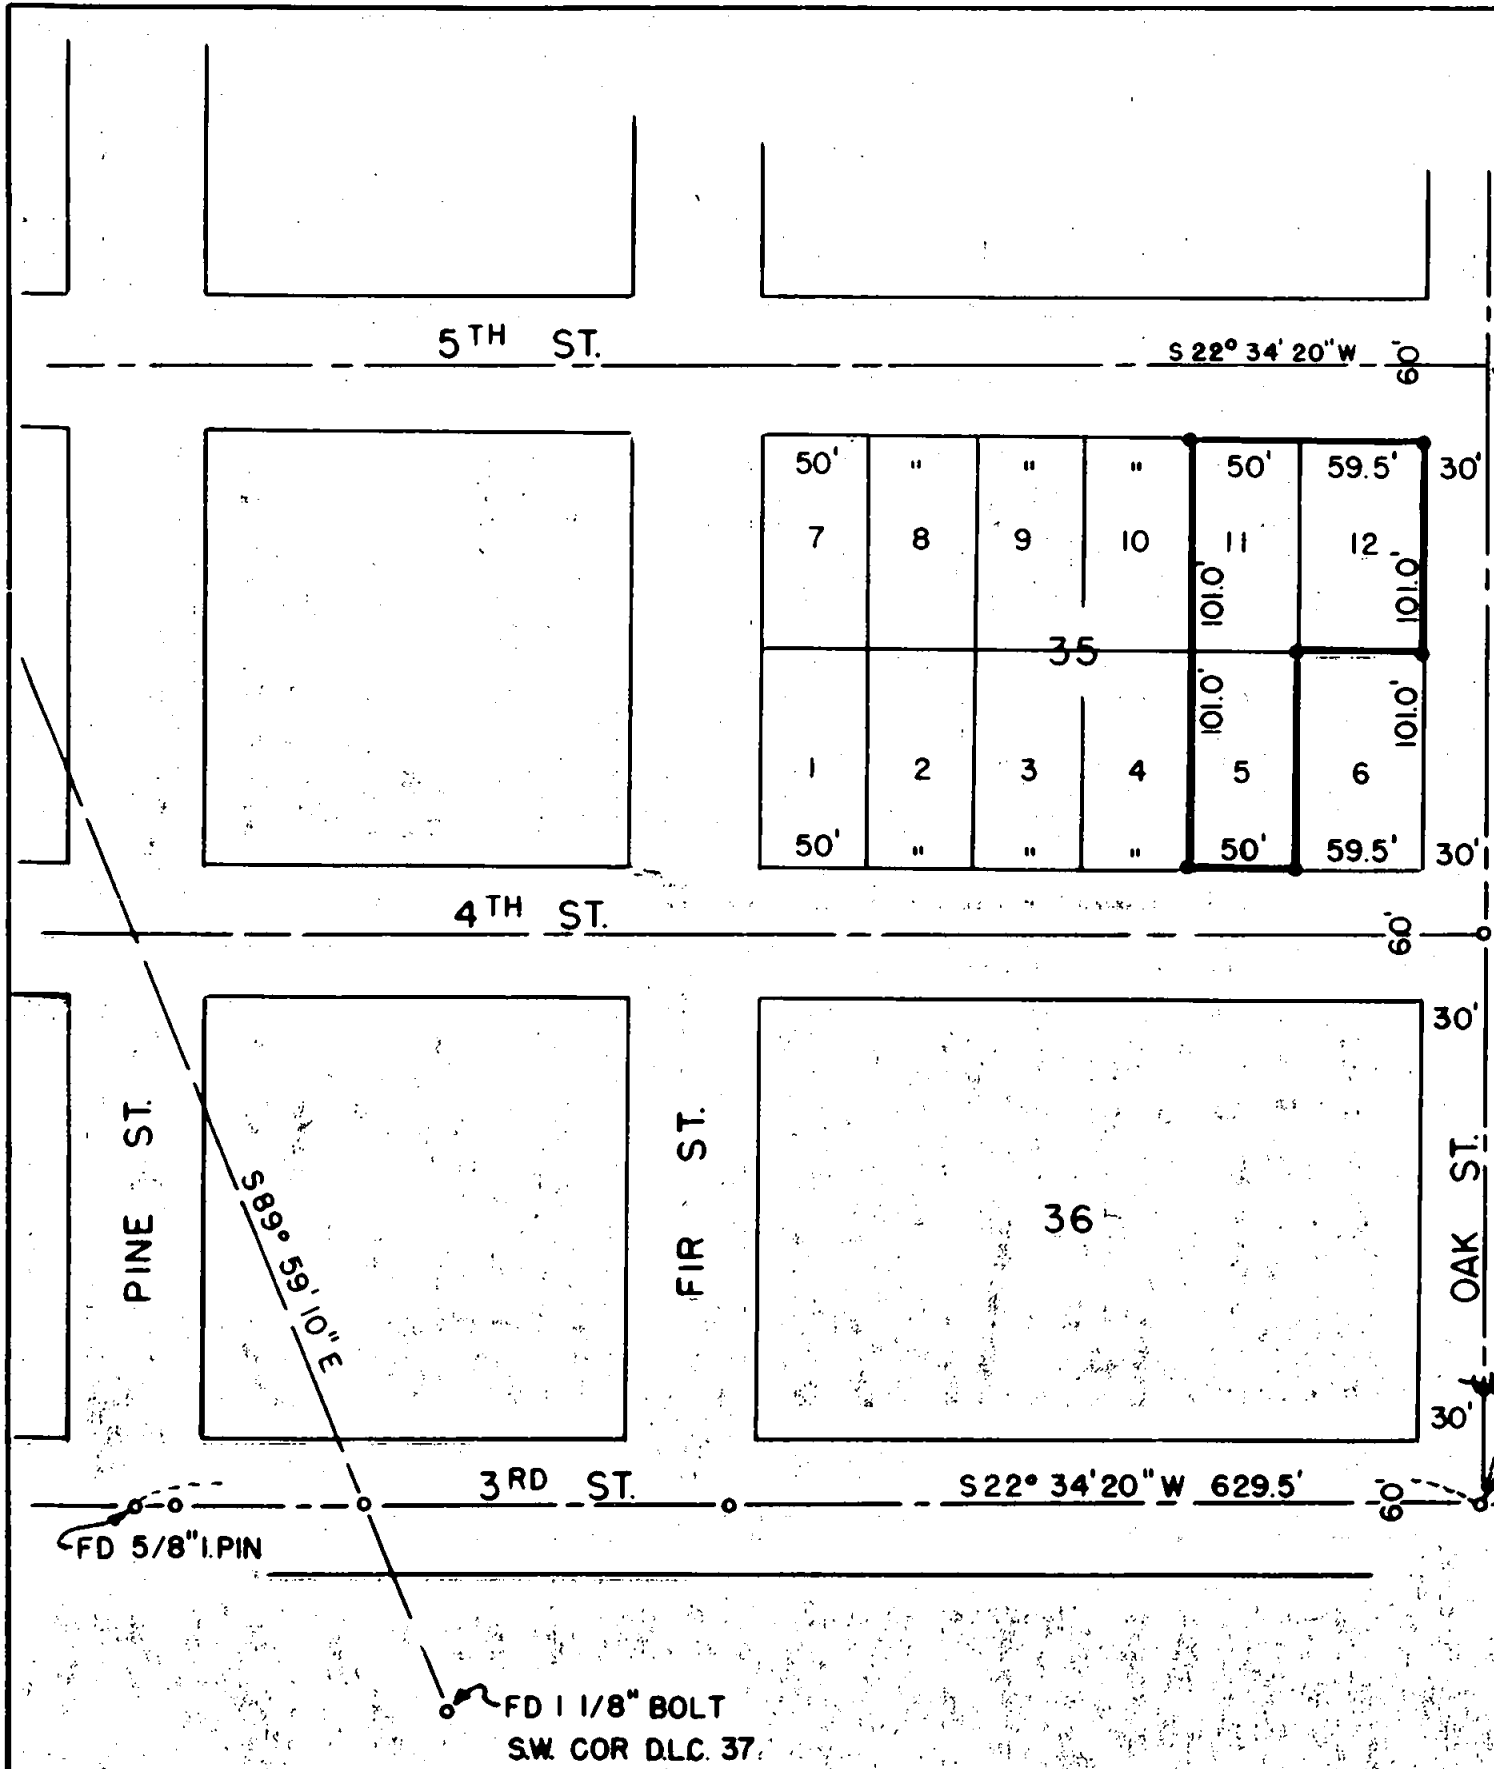 5TH ST.
S 22° 34' 20" W
60'
50' " " " 50' 59.5' 30'
7 8 9 10 11 12
101.0' 101.0'
35
101.0' 101.0'
1 2 3 4 5 6
50' " " " 50' 59.5' 30'
4TH ST.
60'
30'
PINE ST.
FIR ST.
OAK ST.
S 89° 59' 10" E
36
30'
3RD ST.
S 22° 34' 20" W 629.5'
60'
FD 5/8" I.PIN
FD 1 1/8" BOLT
S.W. COR D.L.C. 37